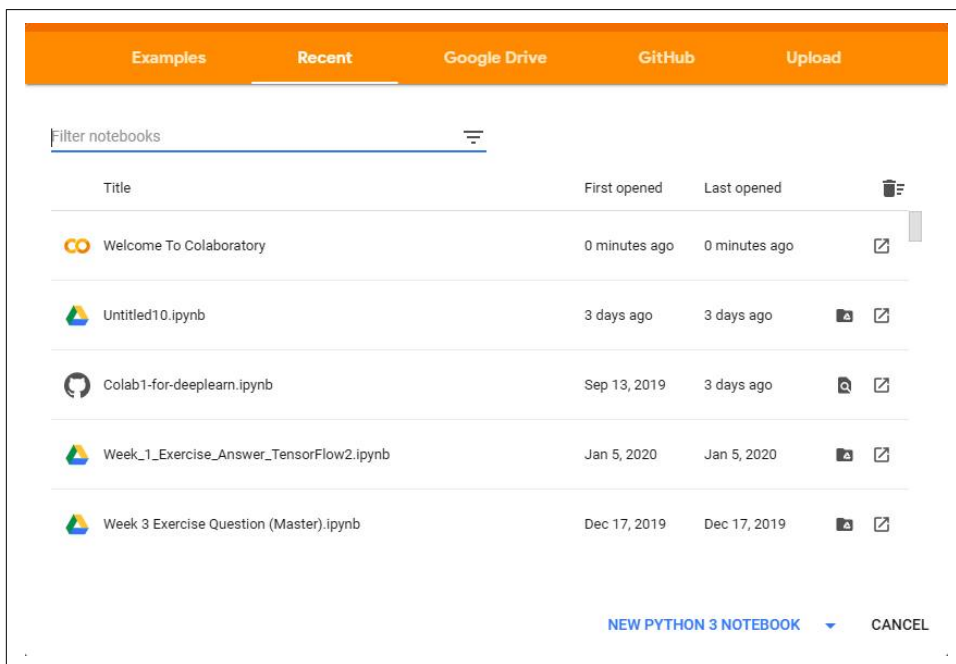 Examples Recent Google Drive GitHub Upload
Filter notebooks
Title First opened Last opened
Welcome To Colaboratory 0 minutes ago 0 minutes ago
Untitled10.ipynb 3 days ago 3 days ago
Colab1-for-deeplearn.ipynb Sep 13, 2019 3 days ago
Week_1_Exercise_Answer_TensorFlow2.ipynb Jan 5, 2020 Jan 5, 2020
Week 3 Exercise Question (Master).ipynb Dec 17, 2019 Dec 17, 2019
NEW PYTHON 3 NOTEBOOK CANCEL